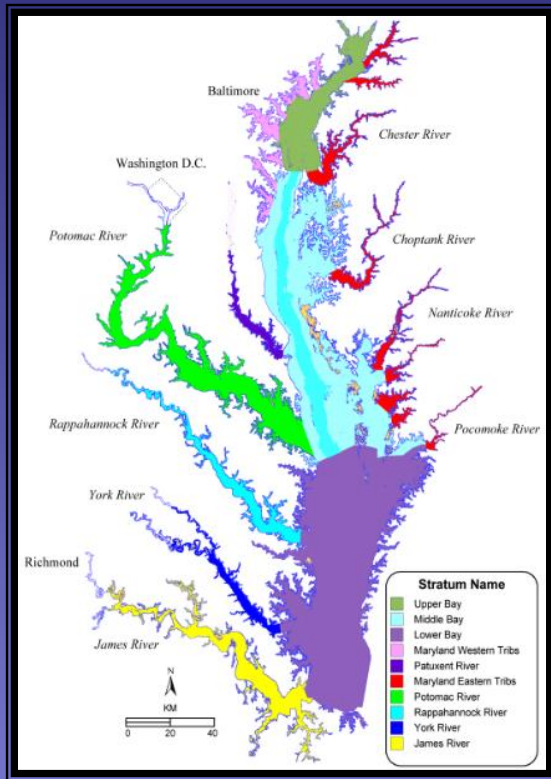 Baltimore
Chester River
Washington D.C.
Potomac River
Choptank River
Nanticoke River
Rappahannock River
Pocomoke River
York River
Richmond
James River
N
KM
0 20 40
Stratum Name
Upper Bay
Middle Bay
Lower Bay
Maryland Western Tribs
Patuxent River
Maryland Eastern Tribs
Potomac River
Rappahannock River
York River
James River